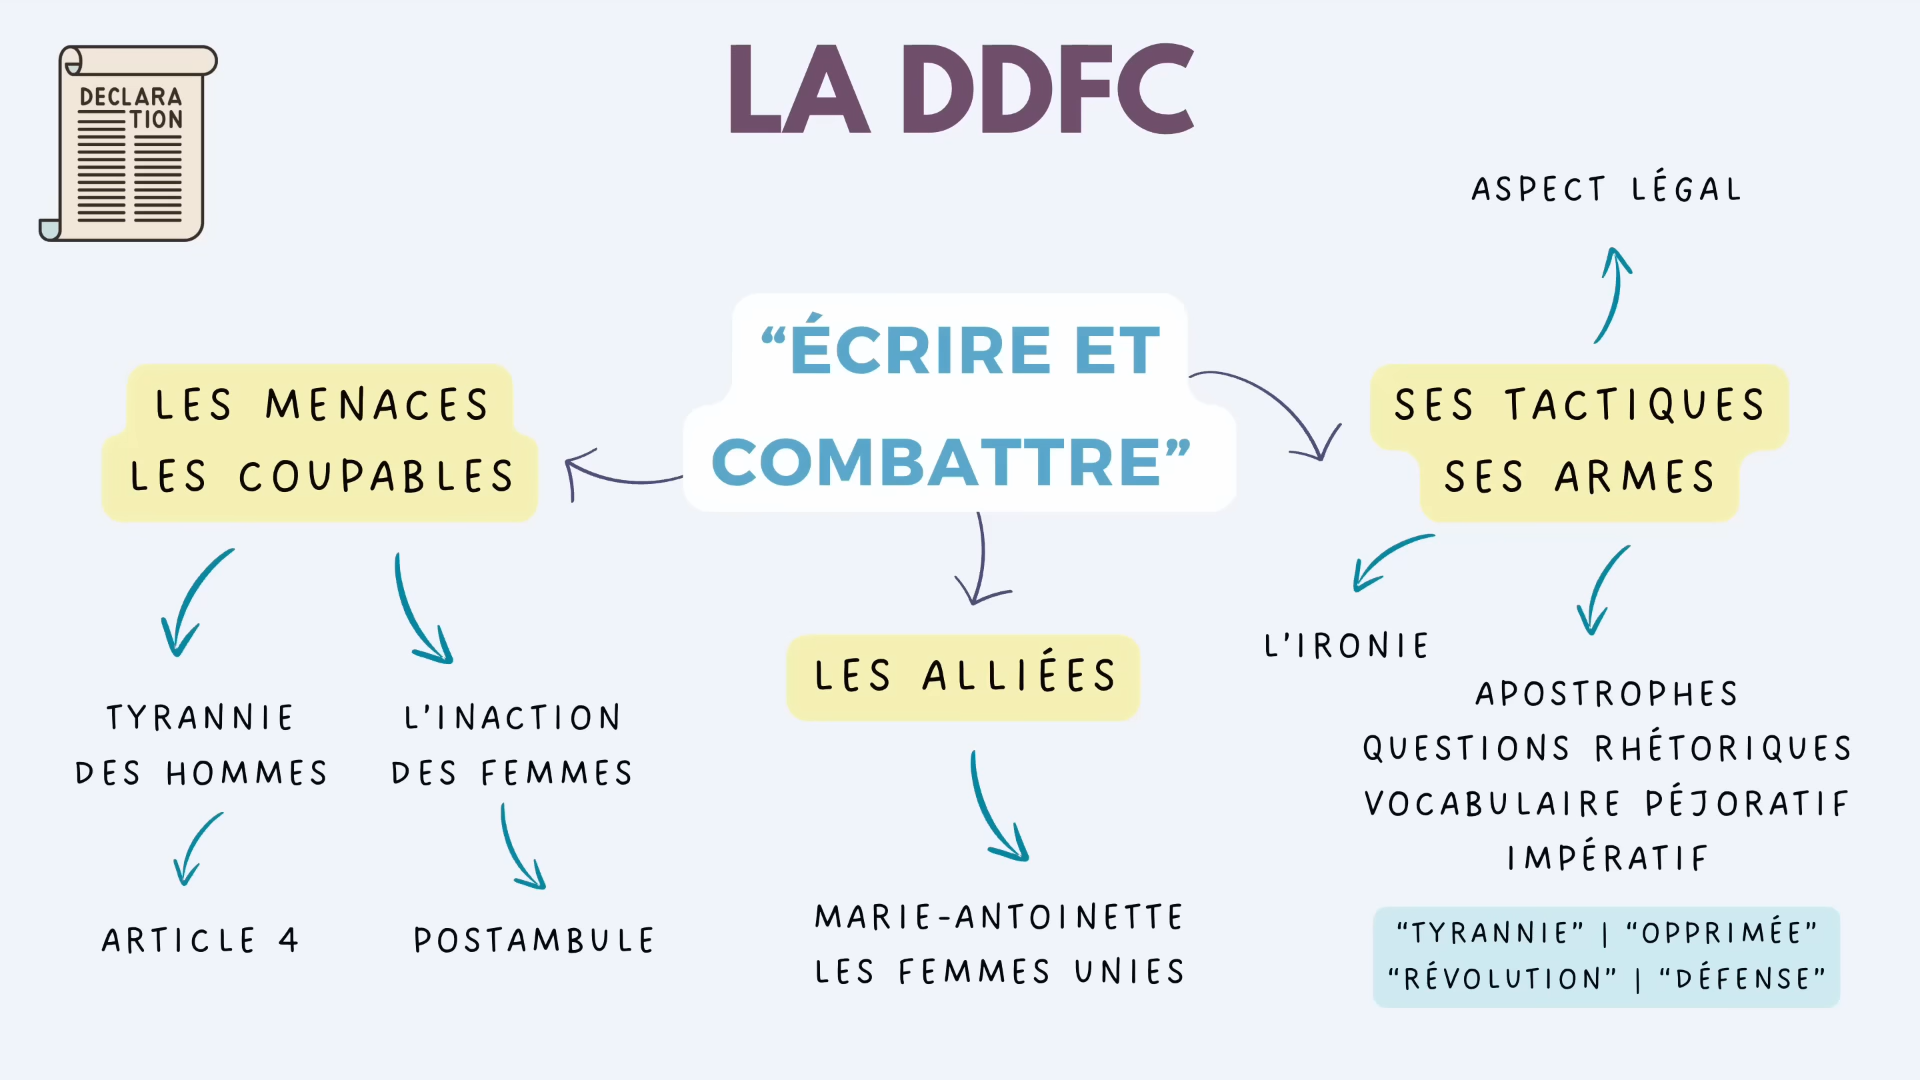 DECLARA
TION
LA DDFC
ASPECT LÉGAL
“ÉCRIRE ET
COMBATTRE”
LES MENACES
LES COUPABLES
SES TACTIQUES
SES ARMES
TYRANNIE
DES HOMMES
L'INACTION
DES FEMMES
ARTICLE 4
POSTAMBULE
LES ALLIÉES
MARIE-ANTOINETTE
LES FEMMES UNIES
L'IRONIE
APOSTROPHES
QUESTIONS RHÉTORIQUES
VOCABULAIRE PÉJORATIF
IMPÉRATIF
“TYRANNIE” | “OPPRIMÉE”
“RÉVOLUTION” | “DÉFENSE”